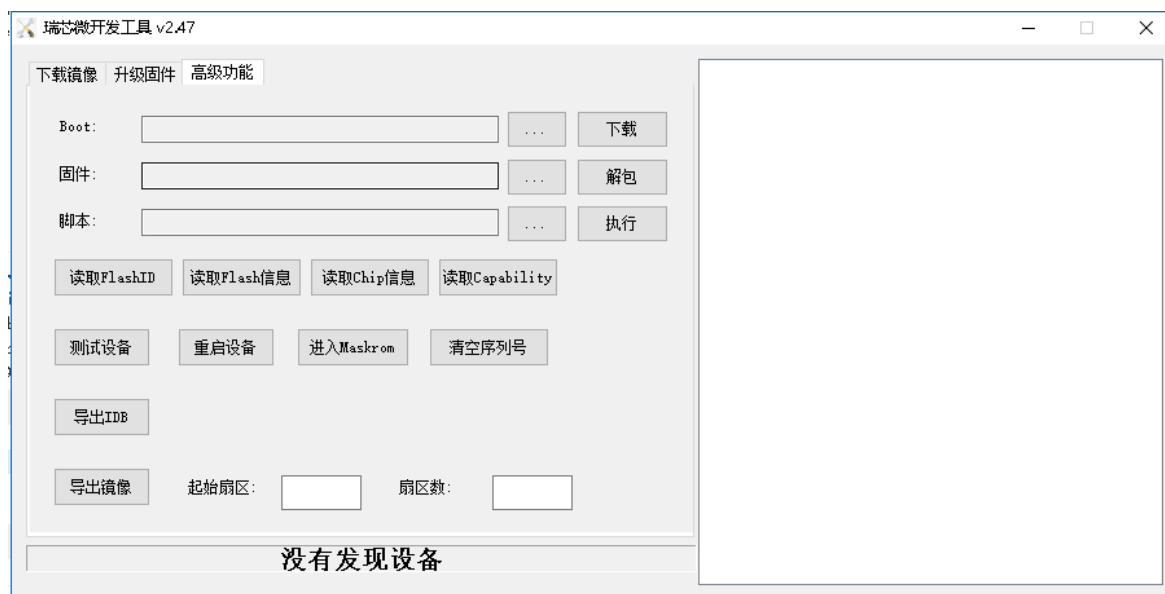 瑞芯微开发工具 v2.47
下载镜像 升级固件 高级功能
Boot: ... 下载
固件: ... 解包
脚本: ... 执行
读取FlashID 读取Flash信息 读取Chip信息 读取Capability
测试设备 重启设备 进入Maskrom 清空序列号
导出IDB
导出镜像 起始扇区: 扇区数:
没有发现设备